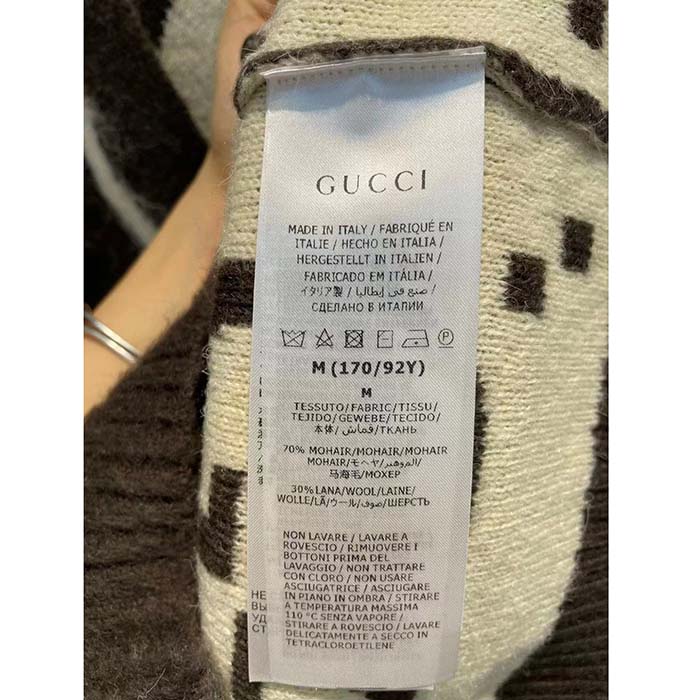 GUCCI
MADE IN ITALY / FABRIQUÉ EN
ITALIE / HECHO EN ITALIA /
HERGESTELLT IN ITALIEN /
FABRICADO EM ITÁLIA /
イタリア製 / صنع في إيطاليا /
СДЕЛАНО В ИТАЛИИ
P
M (170/92Y)
M
TESSUTO/FABRIC/TISSU/
TEJIDO/GEWEBE/TECIDO/
本体/قماش/ТКАНЬ
70% MOHAIR/MOHAIR/MOHAIR
MOHAIR/モヘヤ/الموهير/
马海毛/МОХЕР
30% LANA/WOOL/LAINE/
WOLLE/LÃ/ウール/صوف/ШЕРСТЬ
NON LAVARE / LAVARE A
ROVESCIO / RIMUOVERE I
BOTTONI PRIMA DEL
LAVAGGIO / NON TRATTARE
CON CLORO / NON USARE
ASCIUGATRICE / ASCIUGARE
IN PIANO IN OMBRA / STIRARE
A TEMPERATURA MASSIMA
110 °C SENZA VAPORE /
STIRARE A ROVESCIO / LAVARE
DELICATAMENTE A SECCO IN
TETRACLOROETILENE
НЕ
ВЫ
УД
СТ